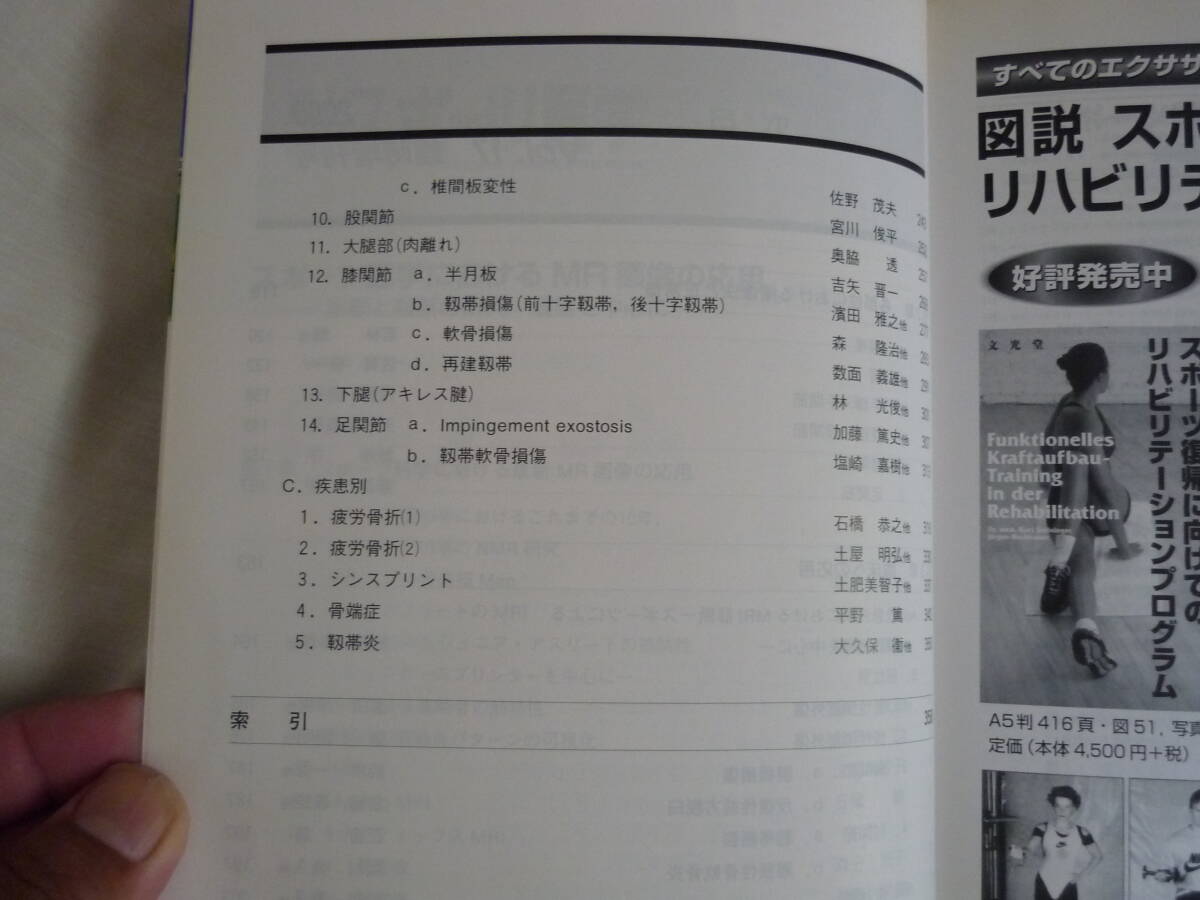 c．椎間板変性　佐野　茂夫
10．股関節　宮川　俊平
11．大腿部（肉離れ）　奥脇　透
12．膝関節　a．半月板　吉矢　晋一
b．靱帯損傷（前十字靱帯，後十字靱帯）　濱田　雅之他
c．軟骨損傷　森　隆治他
d．再建靱帯　数面　義雄他
13．下腿（アキレス腱）　林　光俊他
14．足関節　a．Impingement exostosis　加藤　篤史他
b．靱帯軟骨損傷　塩崎　嘉樹他
C．疾患別
1．疲労骨折⑴　石橋　恭之他
2．疲労骨折⑵　土屋　明弘他
3．シンスプリント　土肥美智子他
4．骨端症　平野　篤
5．靱帯炎　大久保　衞他
索　引
すべてのエクササ
図説 スポ
リハビリテ
好評発売中
文光堂
スポーツ復帰に向けての
リハビリテーションプログラム
Funktionelles
Kraftaufbau-
Training
in der
Rehabilitation
A5判 416頁・図51，写真
定価（本体4,500円＋税）